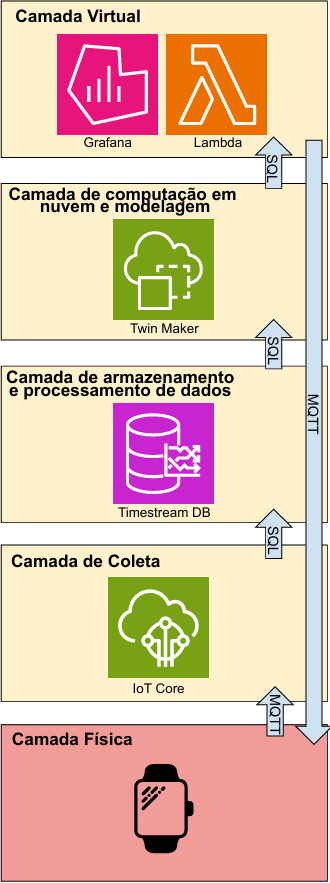 Camada Virtual
Grafana
Lambda
SQL
Camada de computação em
nuvem e modelagem
Twin Maker
SQL
Camada de armazenamento
e processamento de dados
MQTT
Timestream DB
SQL
Camada de Coleta
IoT Core
MQTT
Camada Física